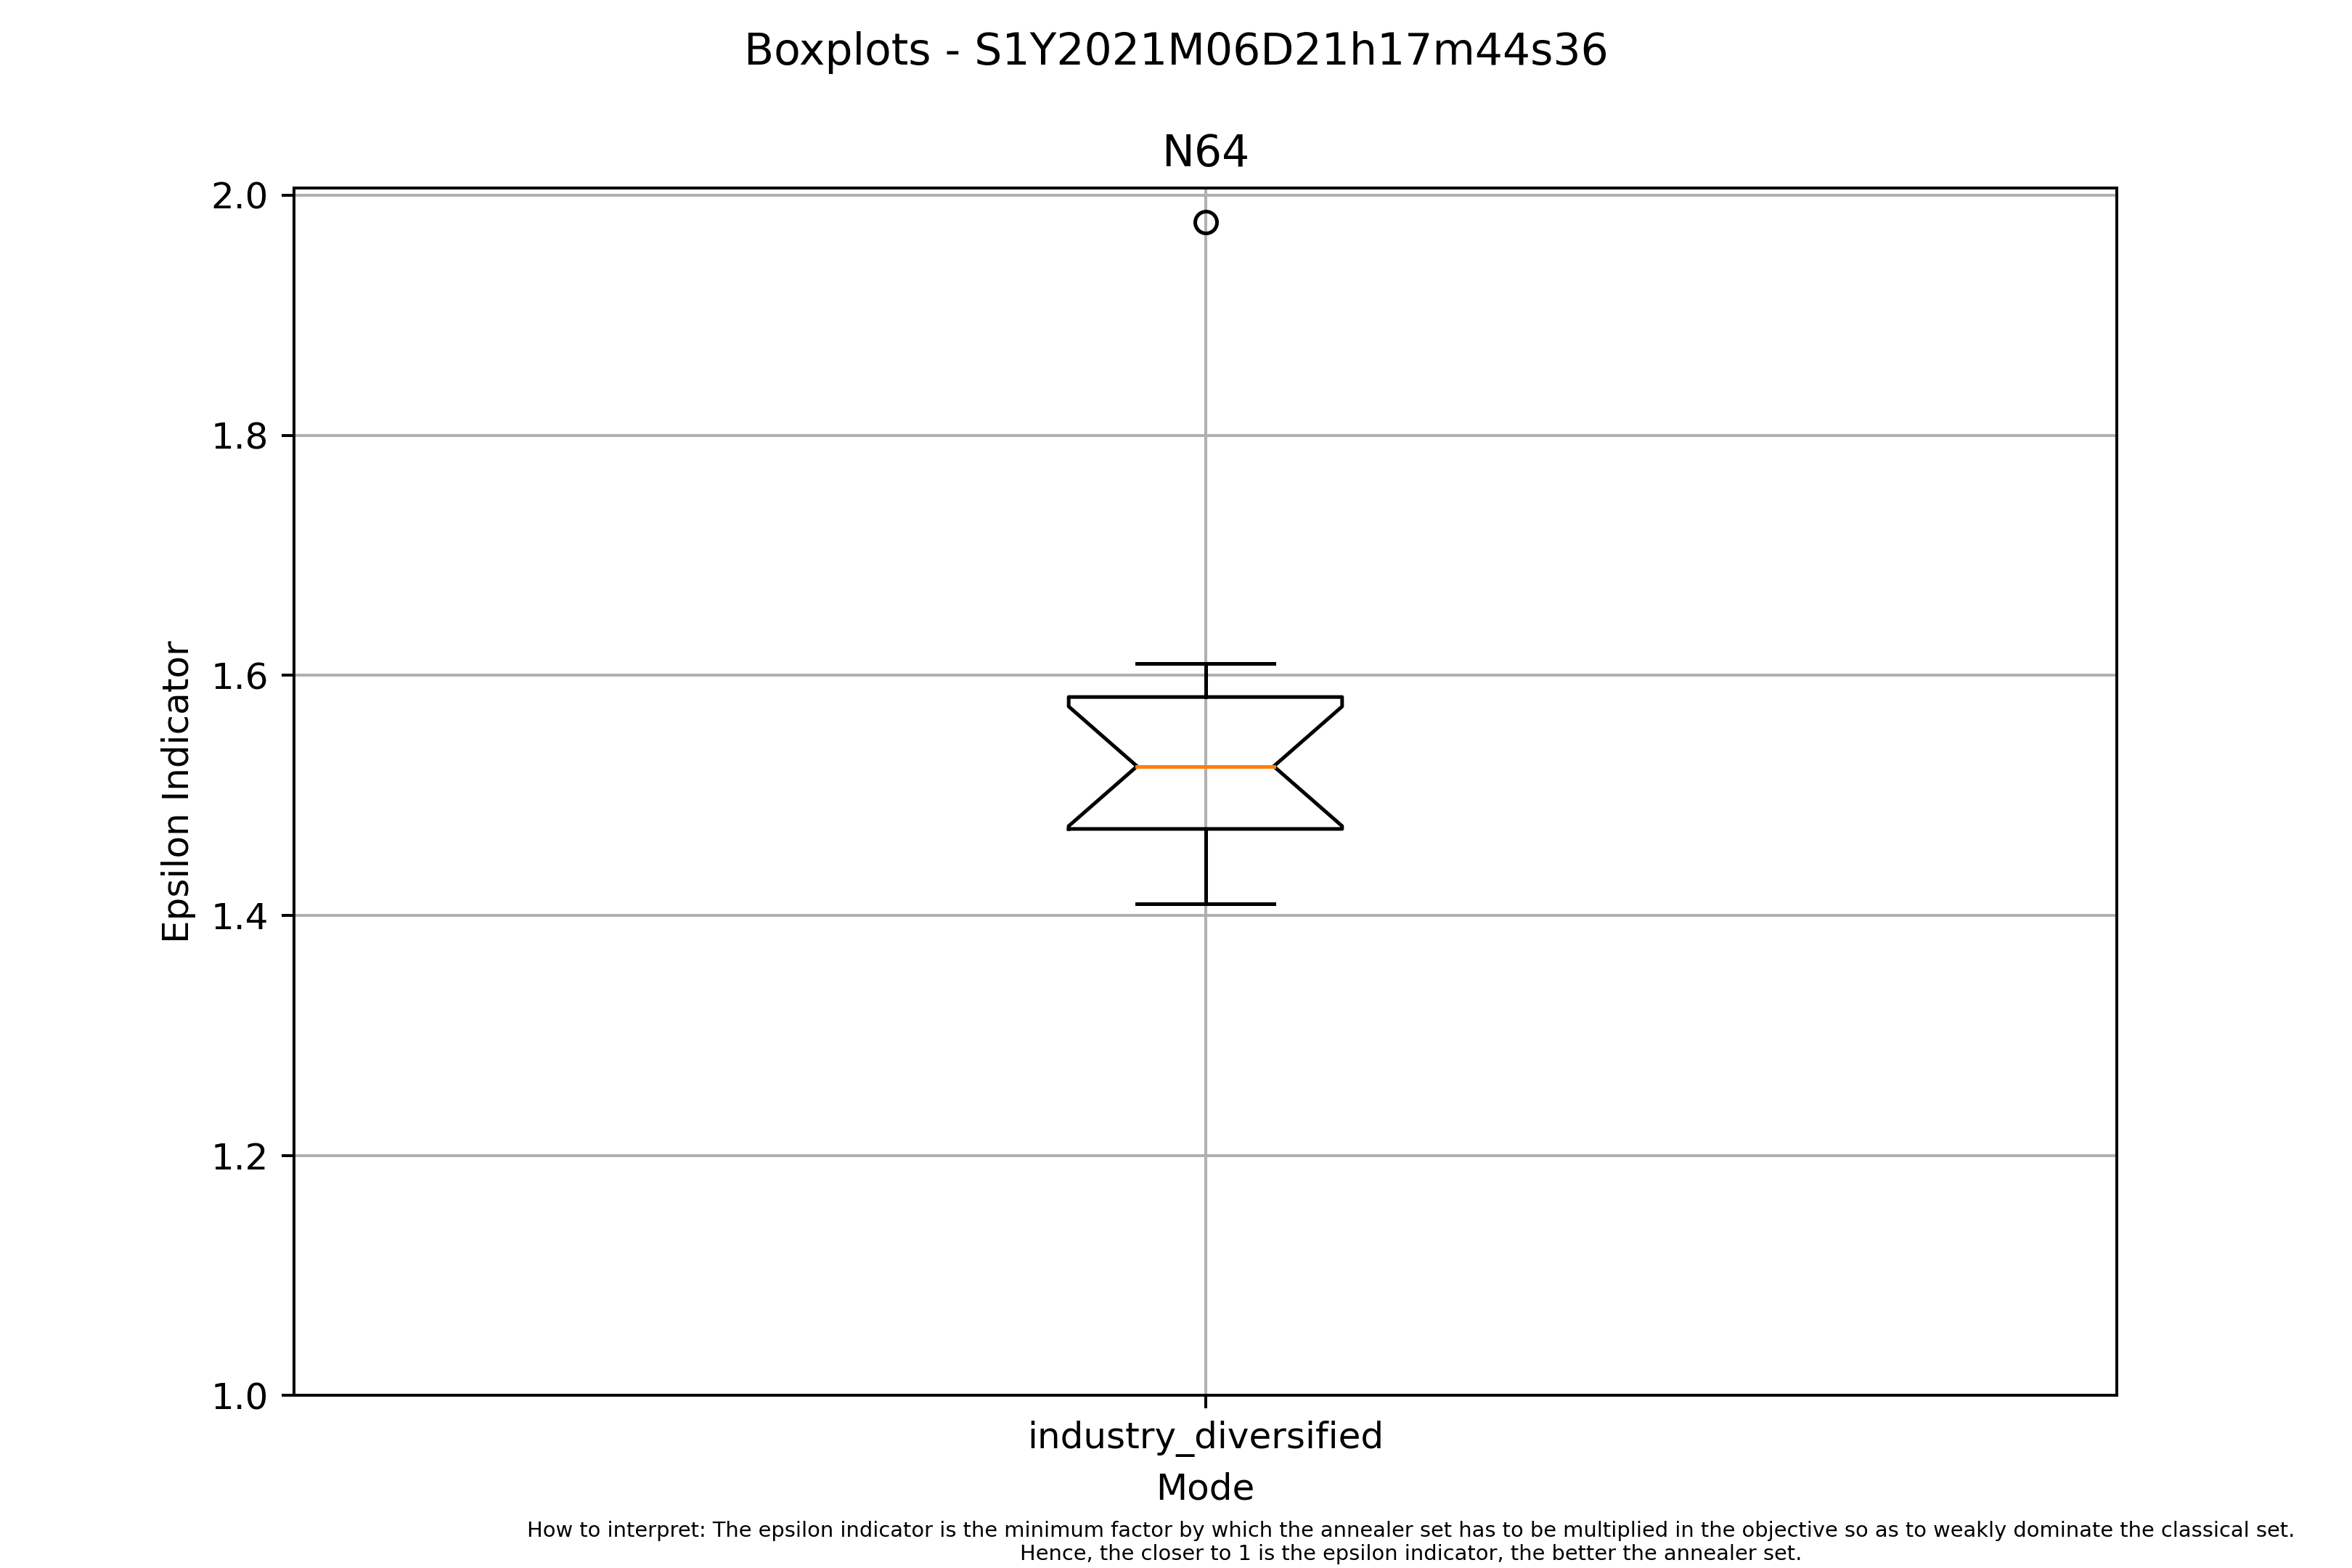 Boxplots - S1Y2021M06D21h17m44s36
N64
2.0
1.8
1.6
1.4
1.2
1.0
Epsilon Indicator
industry_diversified
Mode
How to interpret: The epsilon indicator is the minimum factor by which the annealer set has to be multiplied in the objective so as to weakly dominate the classical set.
Hence, the closer to 1 is the epsilon indicator, the better the annealer set.